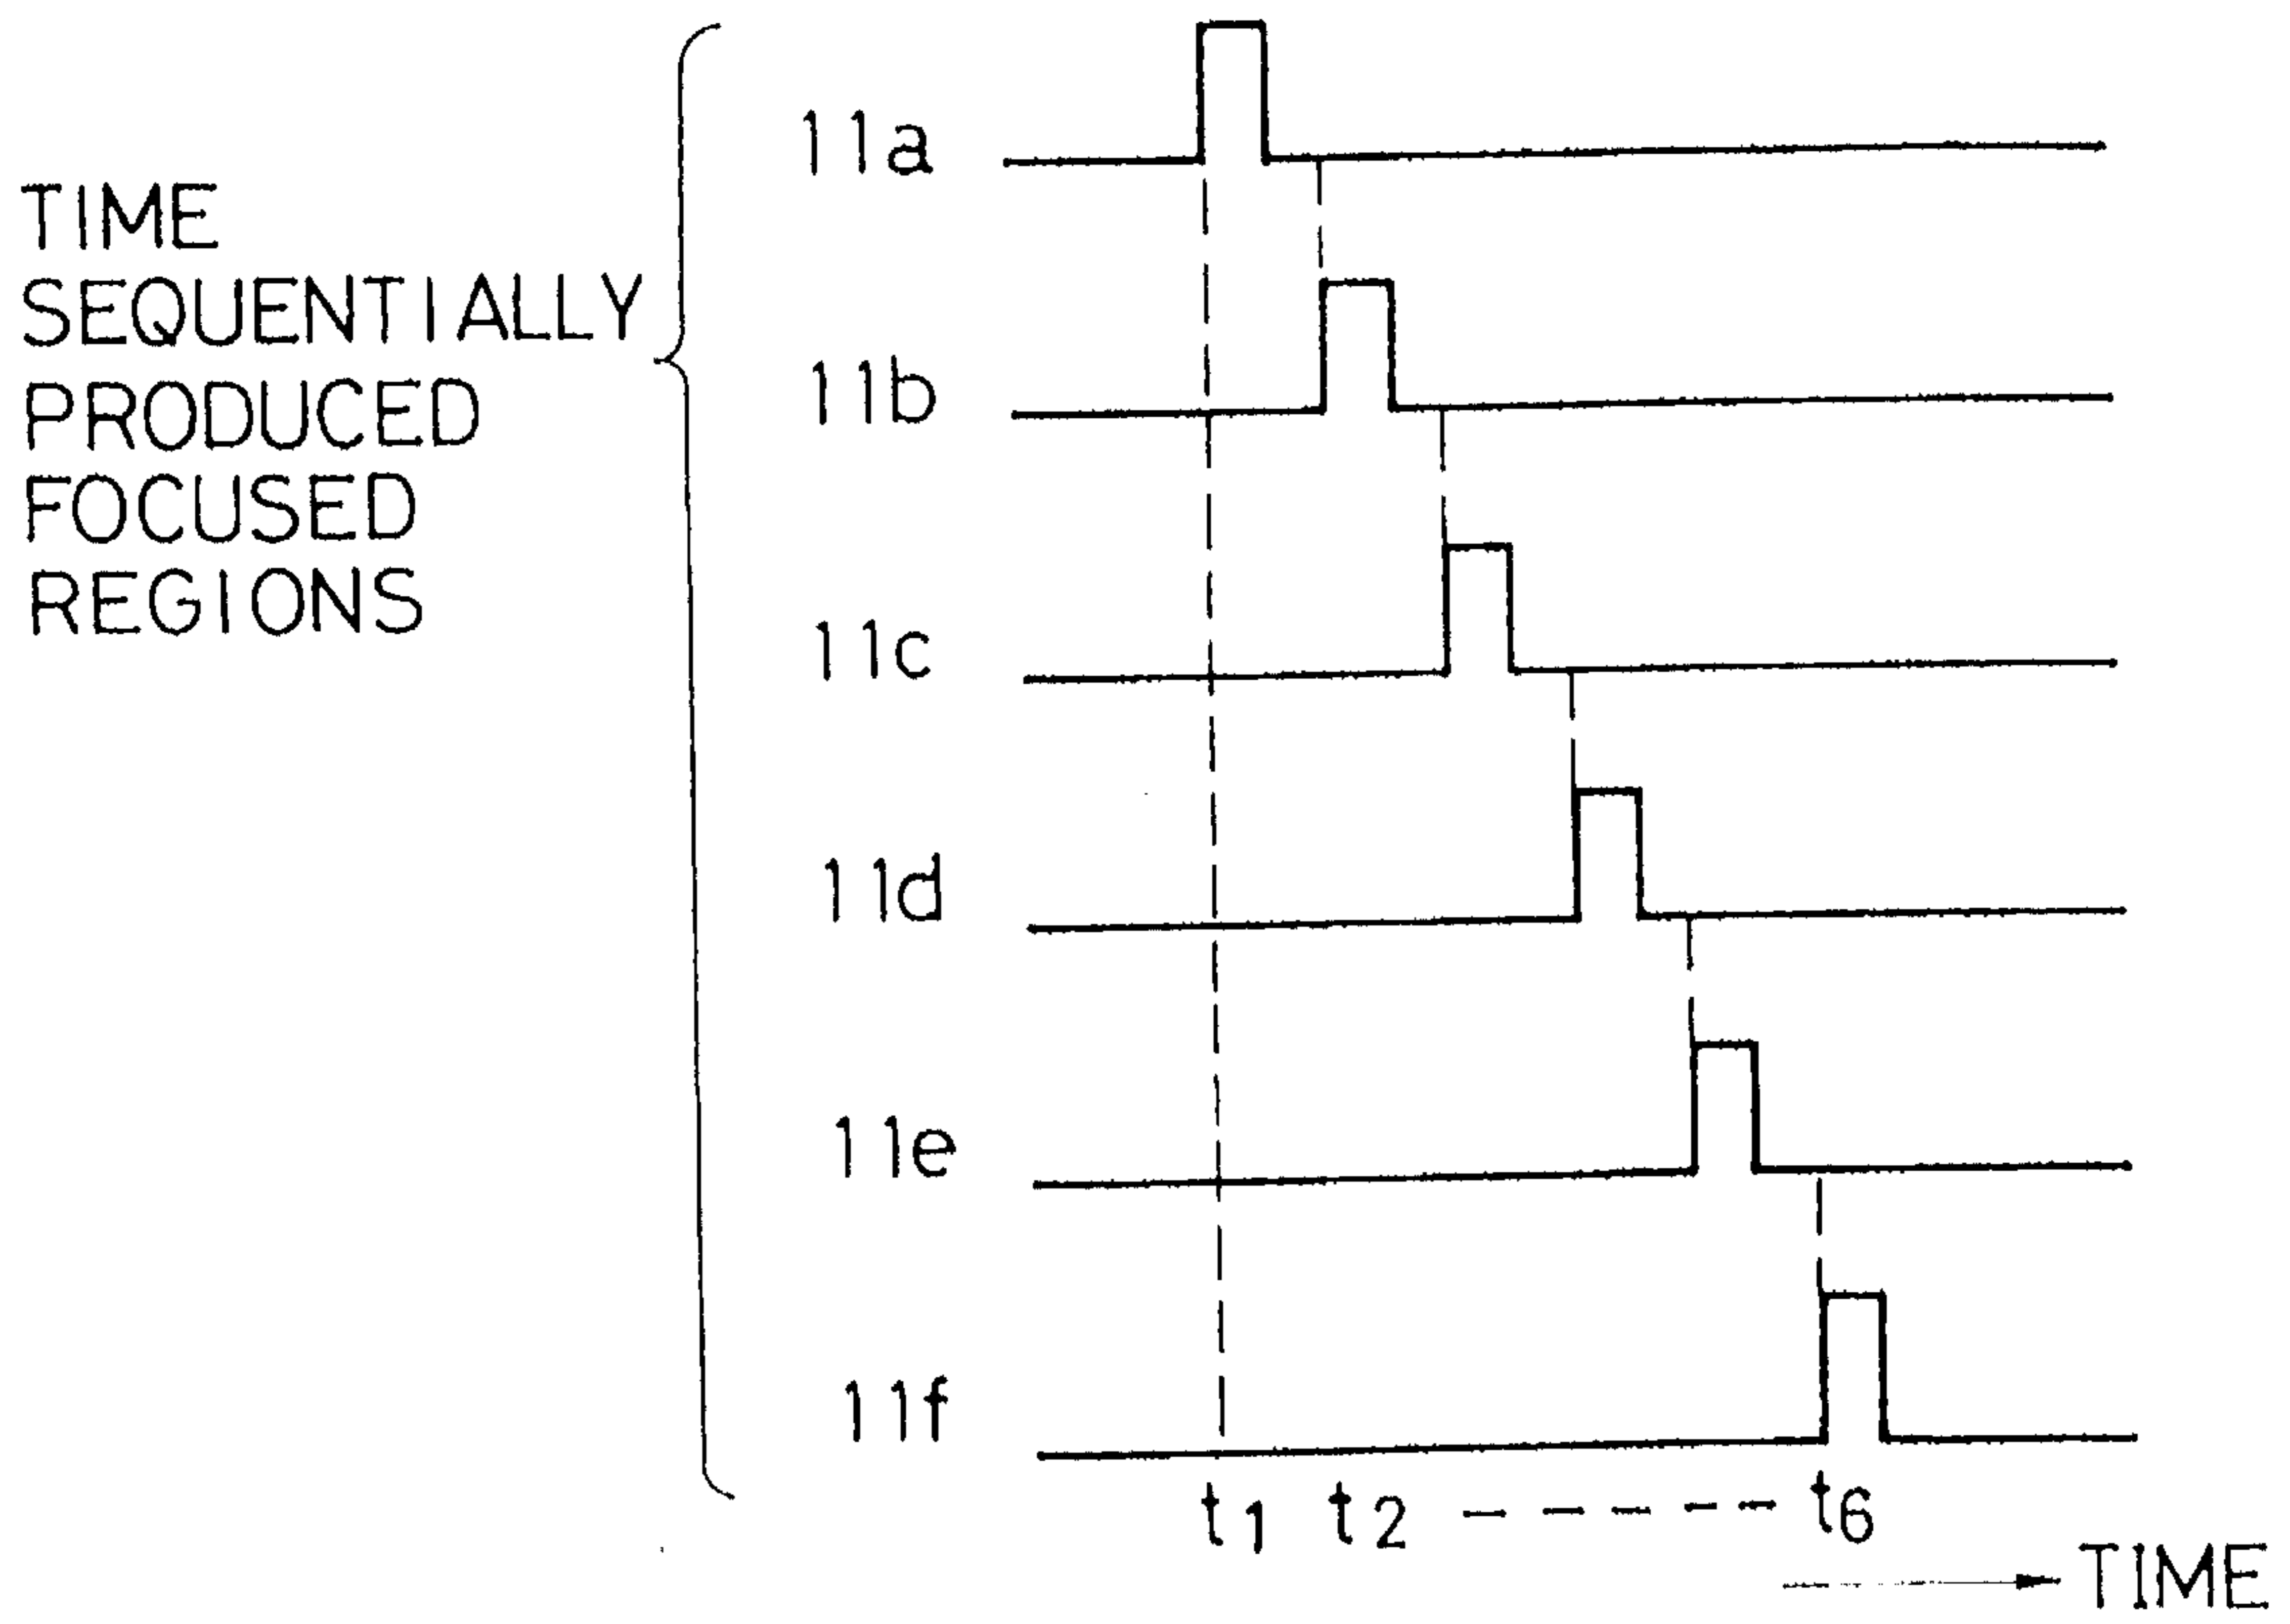 TIME
SEQUENTIALLY
PRODUCED
FOCUSED
REGIONS
11a
11b
11c
11d
11e
11f
t1 t2 ----- t6
TIME